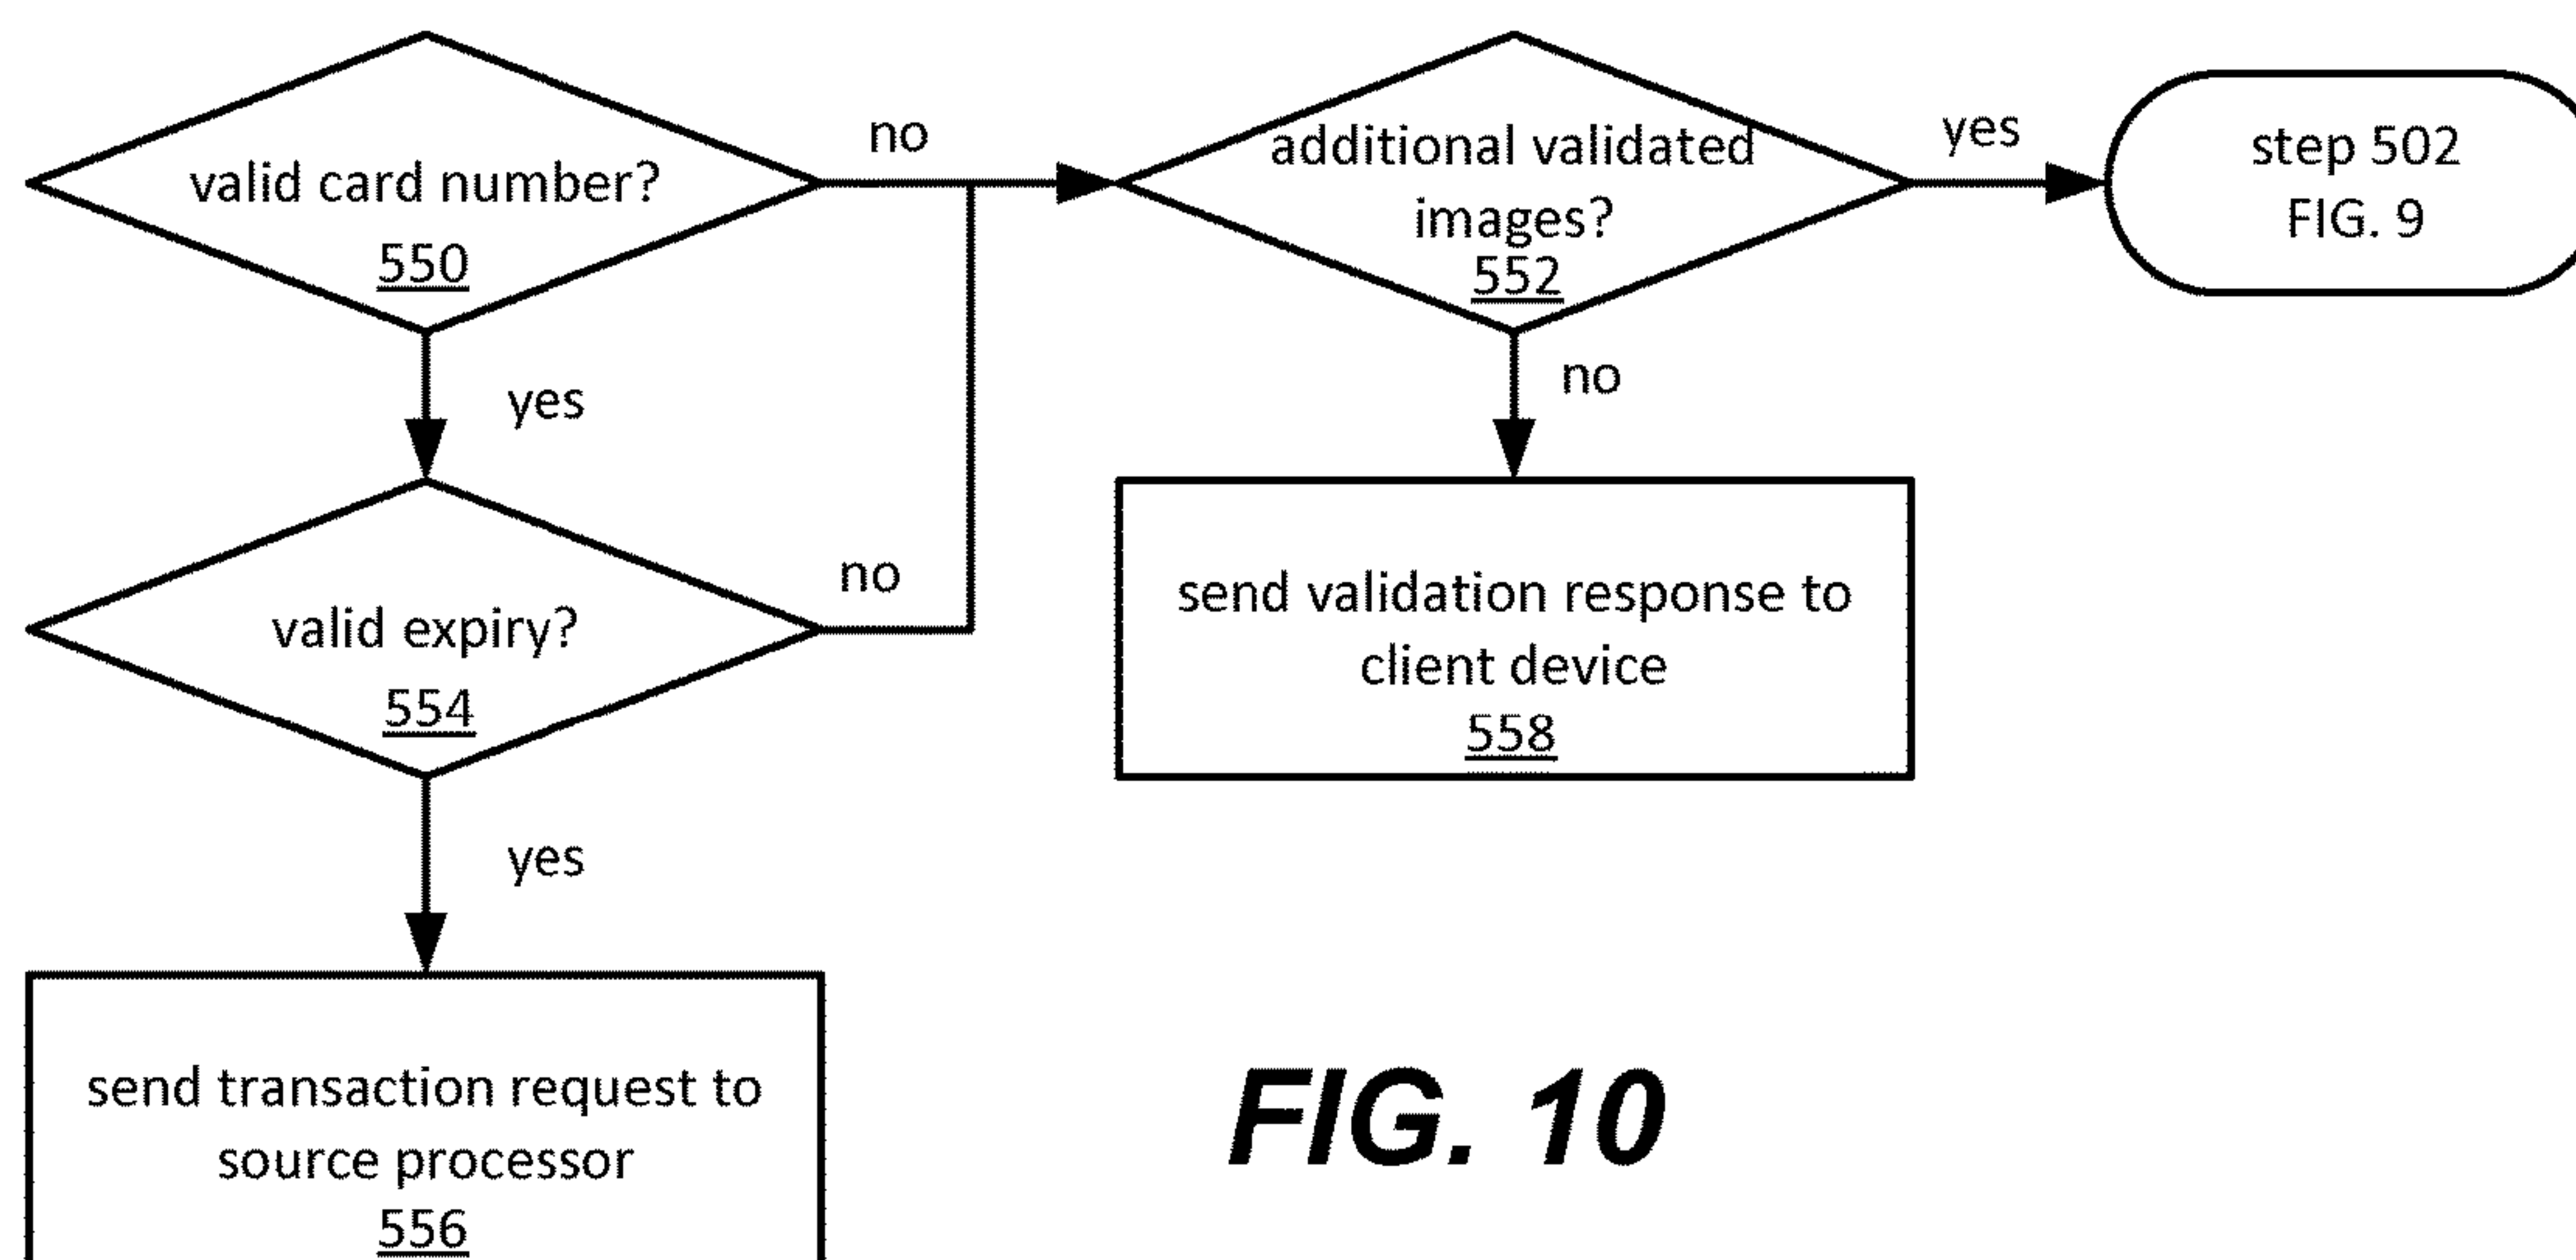 valid card number?
550
no
additional validated
images?
552
yes
step 502
FIG. 9
yes
no
valid expiry?
554
no
send validation response to
client device
558
yes
send transaction request to
source processor
556
FIG. 10